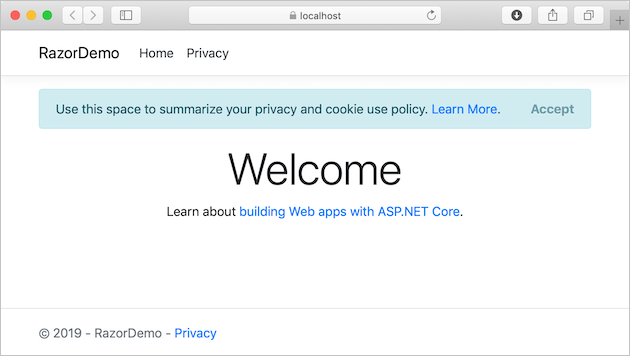 localhost
RazorDemo Home Privacy
Use this space to summarize your privacy and cookie use policy. Learn More. Accept
Welcome
Learn about building Web apps with ASP.NET Core.
© 2019 - RazorDemo - Privacy